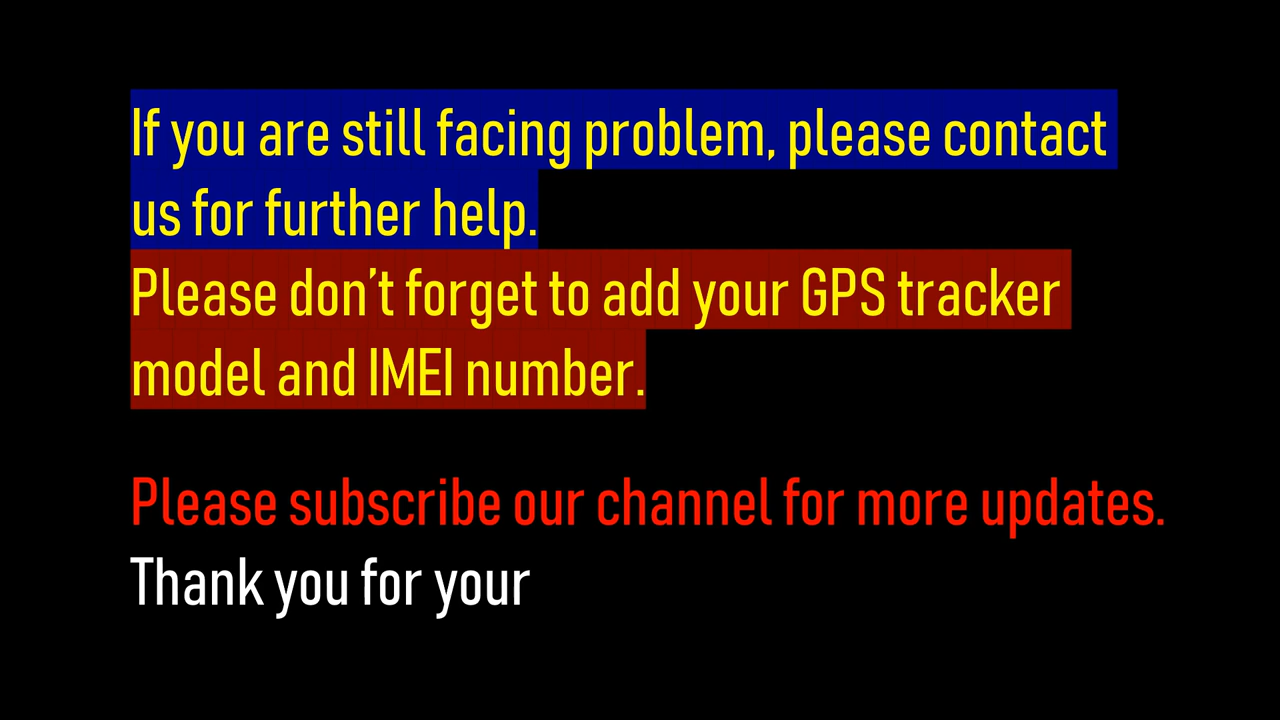 If you are still facing problem, please contact
us for further help.
Please don’t forget to add your GPS tracker
model and IMEI number.
Please subscribe our channel for more updates.
Thank you for your